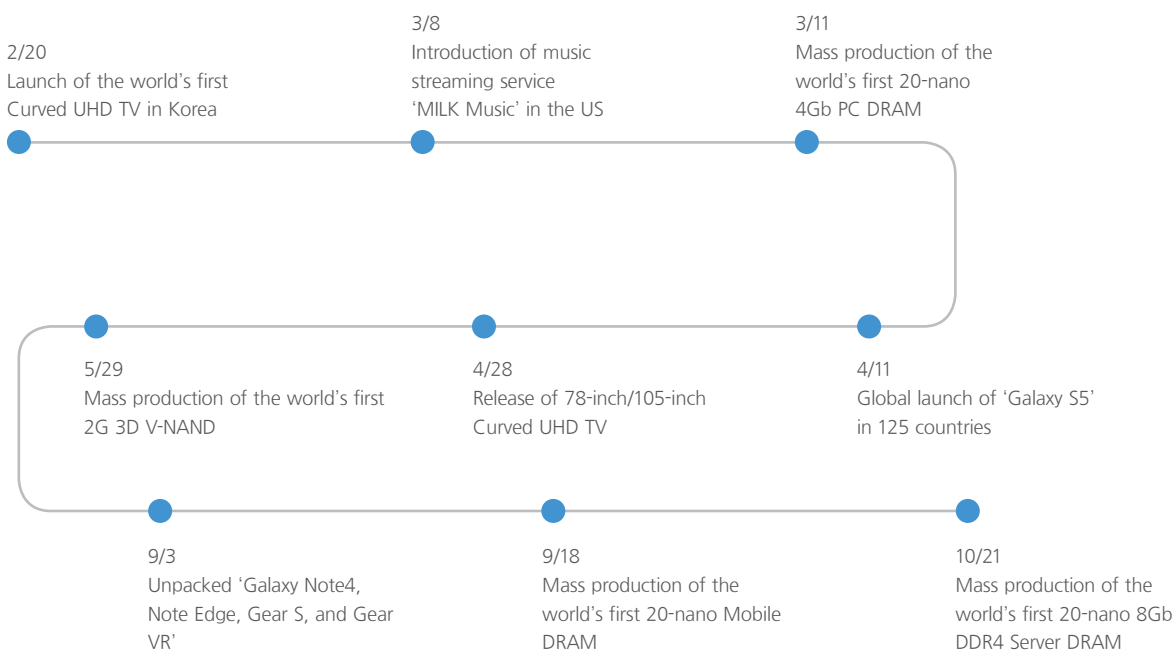 2/20
Launch of the world’s first
Curved UHD TV in Korea
3/8
Introduction of music
streaming service
‘MILK Music’ in the US
3/11
Mass production of the
world’s first 20-nano
4Gb PC DRAM
4/11
Global launch of ‘Galaxy S5’
in 125 countries
4/28
Release of 78-inch/105-inch
Curved UHD TV
5/29
Mass production of the world’s first
2G 3D V-NAND
9/3
Unpacked ‘Galaxy Note4,
Note Edge, Gear S, and Gear
VR’
9/18
Mass production of the
world’s first 20-nano Mobile
DRAM
10/21
Mass production of the
world’s first 20-nano 8Gb
DDR4 Server DRAM